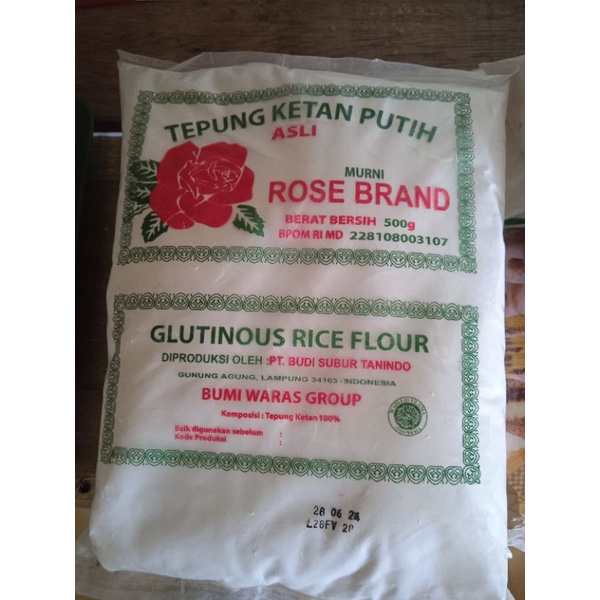 TEPUNG KETAN PUTIH
ASLI
MURNI
ROSE BRAND
BERAT BERSIH 500g
BPOM RI MD 228108003107
GLUTINOUS RICE FLOUR
DIPRODUKSI OLEH :PT. BUDI SUBUR TANINDO
GUNUNG AGUNG, LAMPUNG 34163 -INDONESIA
BUMI WARAS GROUP
Komposisi : Tepung Ketan 100%
Baik digunakan sebelum :
Kode Produksi :
28 06 24
L28FV 20